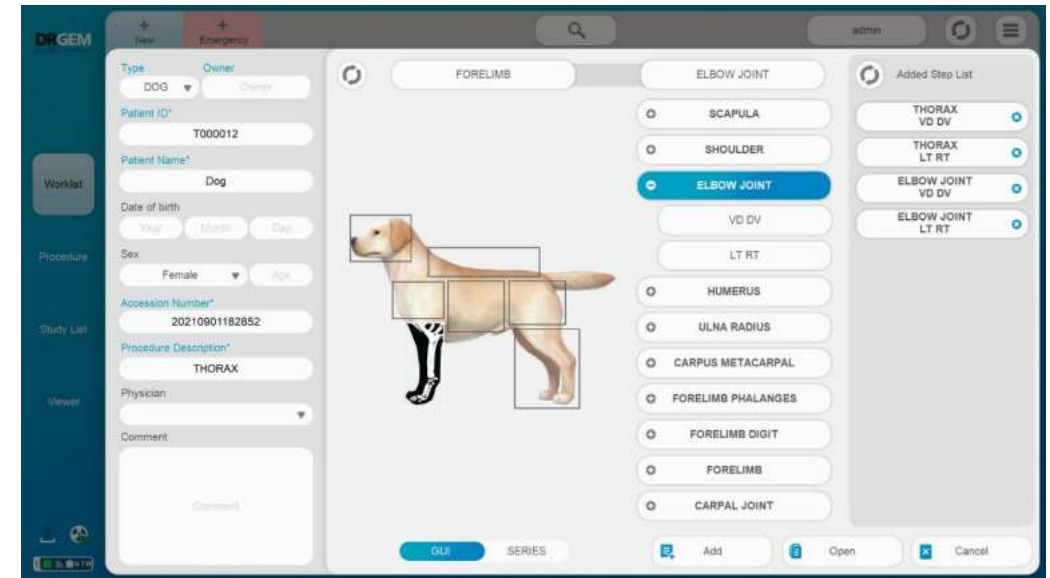 DRGEM
New
Emergency
admin
Worklist
Procedure
Study List
Viewer
Type
Owner
DOG
Owner
Patient ID*
T000012
Patient Name*
Dog
Date of birth
Year
Month
Day
Sex
Female
Age
Accession Number*
20210901182852
Procedure Description*
THORAX
Physician
Comment
Comment
FORELIMB
ELBOW JOINT
SCAPULA
SHOULDER
ELBOW JOINT
VD DV
LT RT
HUMERUS
ULNA RADIUS
CARPUS METACARPAL
FORELIMB PHALANGES
FORELIMB DIGIT
FORELIMB
CARPAL JOINT
GUI
SERIES
Added Step List
THORAX
VD DV
THORAX
LT RT
ELBOW JOINT
VD DV
ELBOW JOINT
LT RT
Add
Open
Cancel